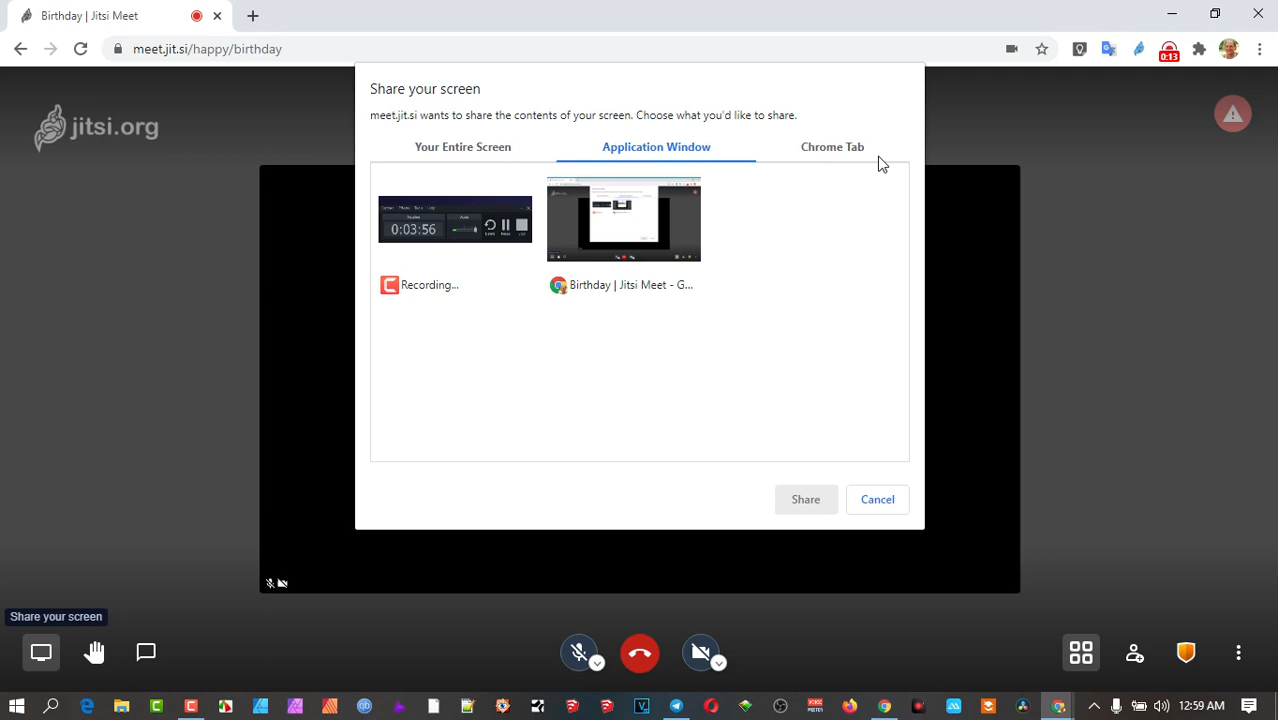 Birthday | Jitsi Meet
meet.jit.si/happy/birthday
0:13
jitsi.org
Share your screen
meet.jit.si wants to share the contents of your screen. Choose what you'd like to share.
Your Entire Screen
Application Window
Chrome Tab
0:03:56
Recording...
Birthday | Jitsi Meet - G...
Share
Cancel
Share your screen
12:59 AM